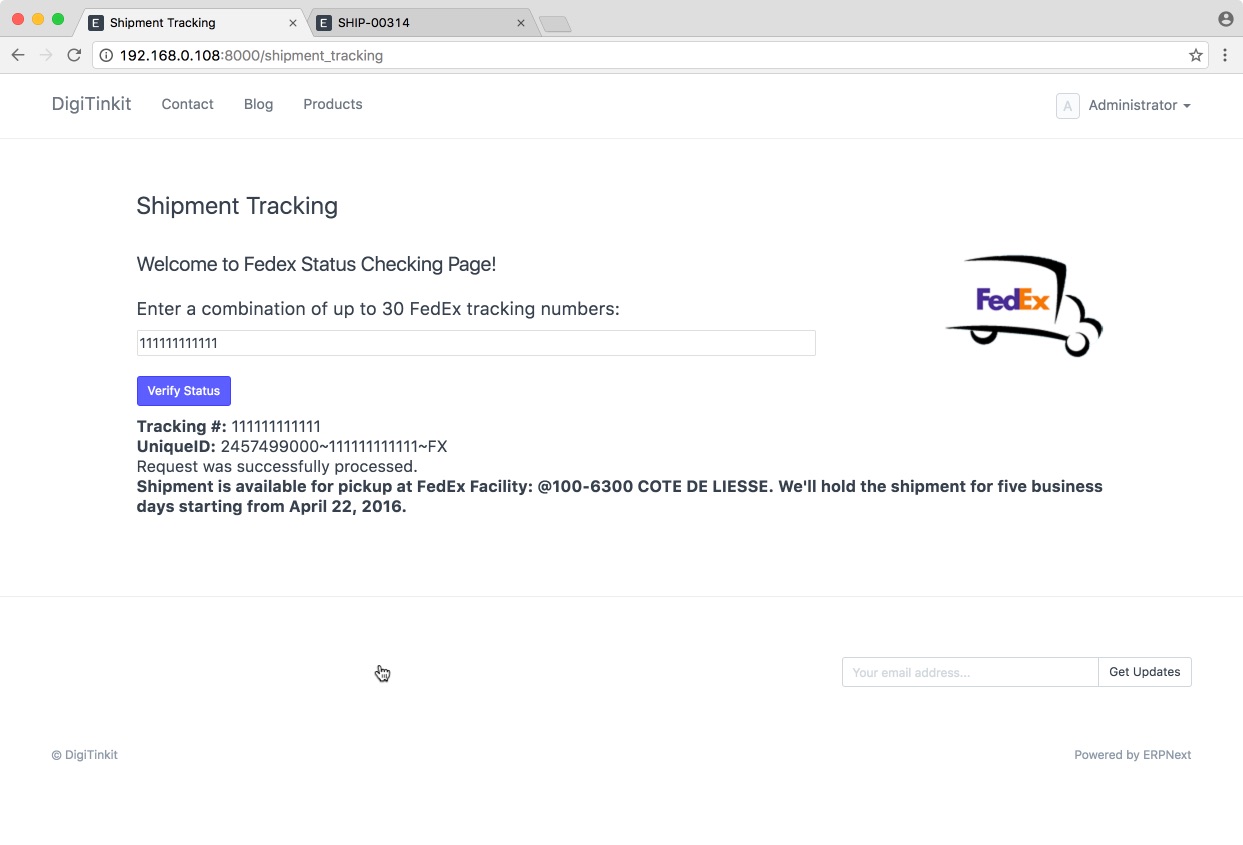 Shipment Tracking
SHIP-00314
192.168.0.108:8000/shipment_tracking
DigiTinkit Contact Blog Products A Administrator
Shipment Tracking
Welcome to Fedex Status Checking Page!
FedEx
Enter a combination of up to 30 FedEx tracking numbers:
111111111111
Verify Status
Tracking #: 111111111111
UniqueID: 2457499000~111111111111~FX
Request was successfully processed.
Shipment is available for pickup at FedEx Facility: @100-6300 COTE DE LIESSE. We'll hold the shipment for five business
days starting from April 22, 2016.
Your email address... Get Updates
© DigiTinkit Powered by ERPNext